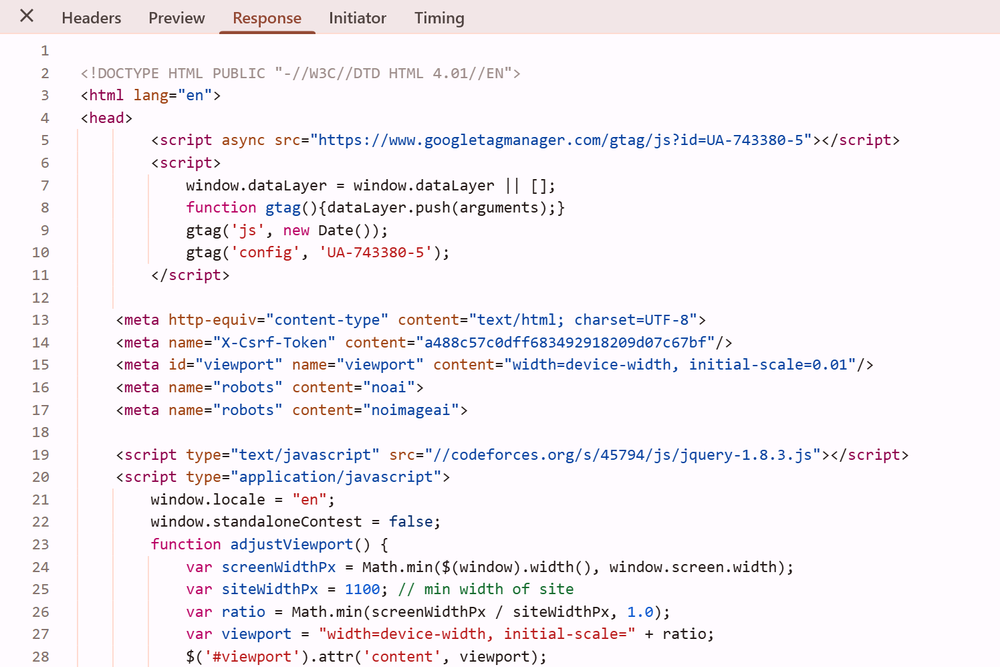 Headers Preview Response Initiator Timing
1
2 <!DOCTYPE HTML PUBLIC "-//W3C//DTD HTML 4.01//EN">
3 <html lang="en">
4 <head>
5 <script async src="https://www.googletagmanager.com/gtag/js?id=UA-743380-5"></script>
6 <script>
7 window.dataLayer = window.dataLayer || [];
8 function gtag(){dataLayer.push(arguments);}
9 gtag('js', new Date());
10 gtag('config', 'UA-743380-5');
11 </script>
12
13 <meta http-equiv="content-type" content="text/html; charset=UTF-8">
14 <meta name="X-Csrf-Token" content="a488c57c0dff683492918209d07c67bf"/>
15 <meta id="viewport" name="viewport" content="width=device-width, initial-scale=0.01"/>
16 <meta name="robots" content="noai">
17 <meta name="robots" content="noimageai">
18
19 <script type="text/javascript" src="//codeforces.org/s/45794/js/jquery-1.8.3.js"></script>
20 <script type="application/javascript">
21 window.locale = "en";
22 window.standaloneContest = false;
23 function adjustViewport() {
24 var screenWidthPx = Math.min($(window).width(), window.screen.width);
25 var siteWidthPx = 1100; // min width of site
26 var ratio = Math.min(screenWidthPx / siteWidthPx, 1.0);
27 var viewport = "width=device-width, initial-scale=" + ratio;
28 $('#viewport').attr('content', viewport);